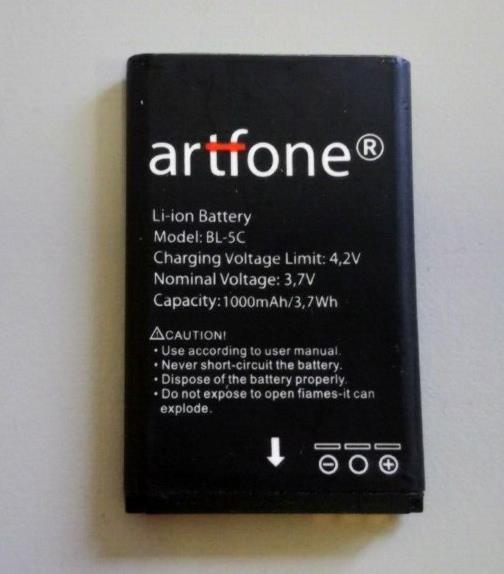 artfone®
Li-ion Battery
Model: BL-5C
Charging Voltage Limit: 4,2V
Nominal Voltage: 3,7V
Capacity: 1000mAh/3,7Wh
⚠CAUTION!
• Use according to user manual.
• Never short-circuit the battery.
• Dispose of the battery properly.
• Do not expose to open fiames-it can
explode.